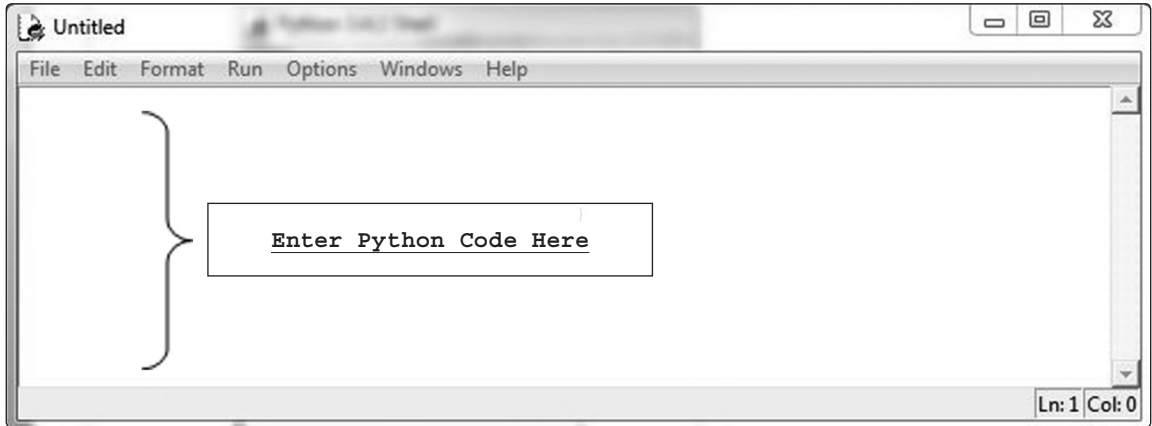 Untitled
File Edit Format Run Options Windows Help
Enter Python Code Here
Ln: 1 Col: 0